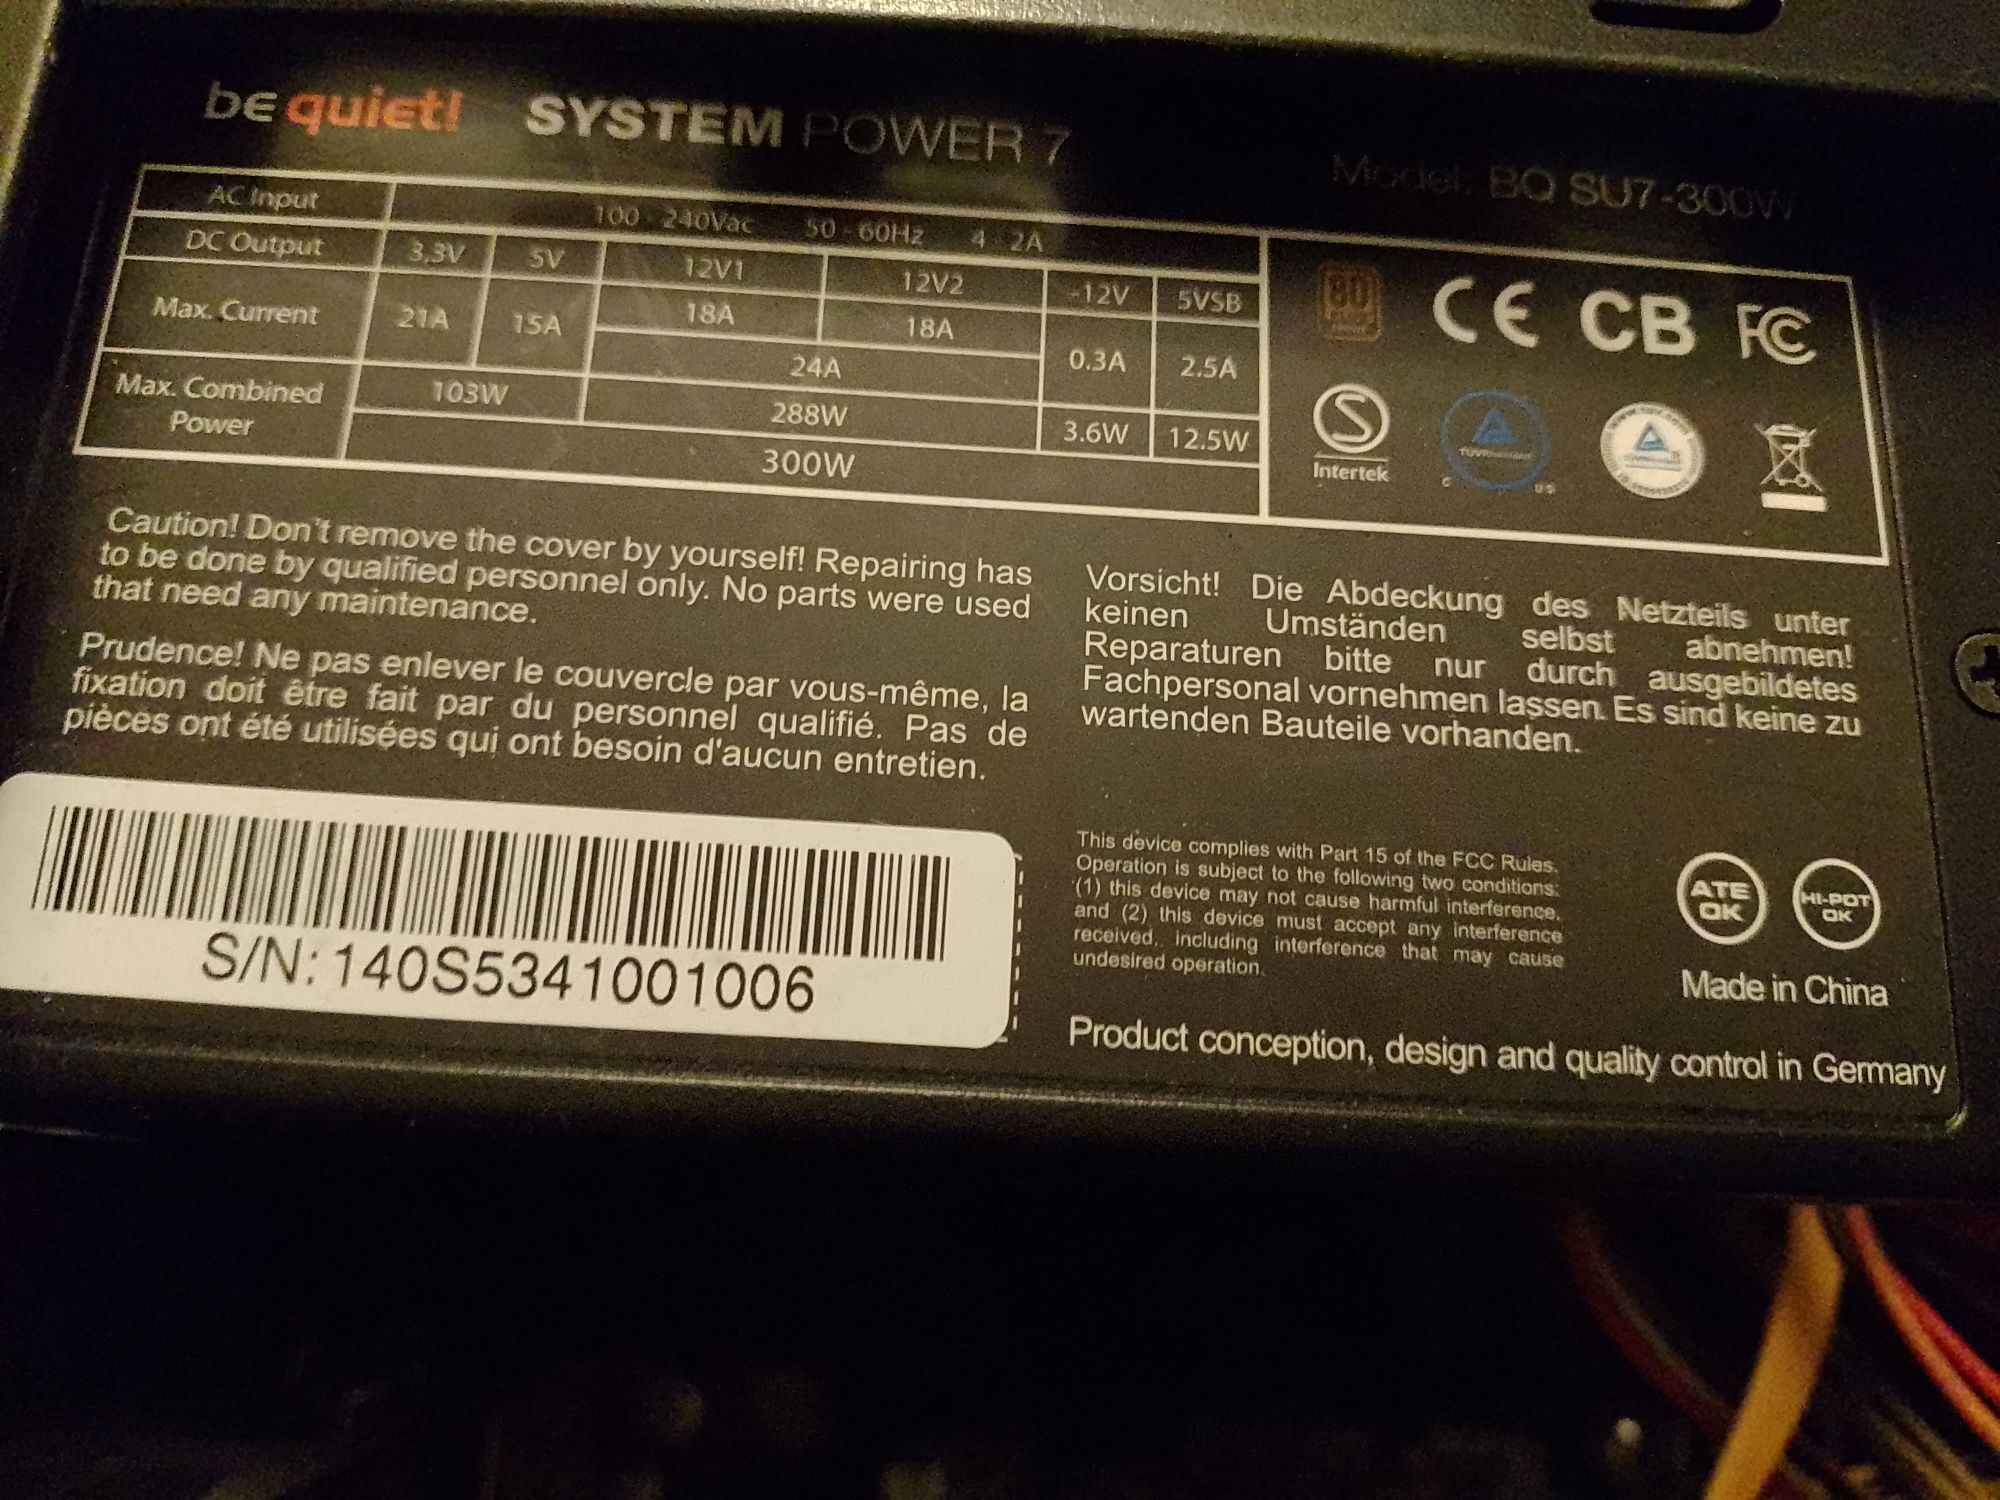 be quiet! SYSTEM POWER 7
Model: BQ SU7-300W
AC Input 100 - 240Vac 50 - 60Hz 4 - 2A
DC Output 3,3V 5V 12V1 12V2 -12V 5VSB
Max. Current 21A 15A 18A 18A 0.3A 2.5A
24A
Max. Combined Power 103W 288W 3.6W 12.5W
300W
80
CE CB FC
S
Intertek
TÜVRheinland
C US
Caution! Don't remove the cover by yourself! Repairing has
to be done by qualified personnel only. No parts were used
that need any maintenance.
Prudence! Ne pas enlever le couvercle par vous-même, la
fixation doit être fait par du personnel qualifié. Pas de
pièces ont été utilisées qui ont besoin d'aucun entretien.
Vorsicht! Die Abdeckung des Netzteils unter
keinen Umständen selbst abnehmen!
Reparaturen bitte nur durch ausgebildetes
Fachpersonal vornehmen lassen. Es sind keine zu
wartenden Bauteile vorhanden.
S/N: 140S5341001006
This device complies with Part 15 of the FCC Rules.
Operation is subject to the following two conditions:
(1) this device may not cause harmful interference,
and (2) this device must accept any interference
received, including interference that may cause
undesired operation.
ATE
OK
HI-POT
OK
Made in China
Product conception, design and quality control in Germany